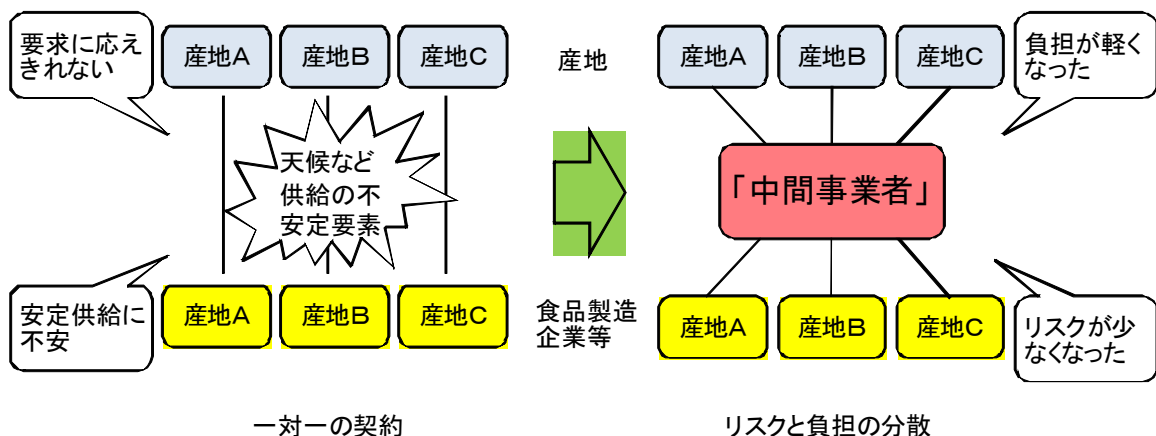 要求に応え
きれない
産地A
産地B
産地C
産地
産地A
産地B
産地C
負担が軽く
なった
天候など
供給の不
安定要素
「中間事業者」
安定供給に
不安
産地A
産地B
産地C
食品製造
企業等
産地A
産地B
産地C
リスクが少
なくなった
一対一の契約
リスクと負担の分散